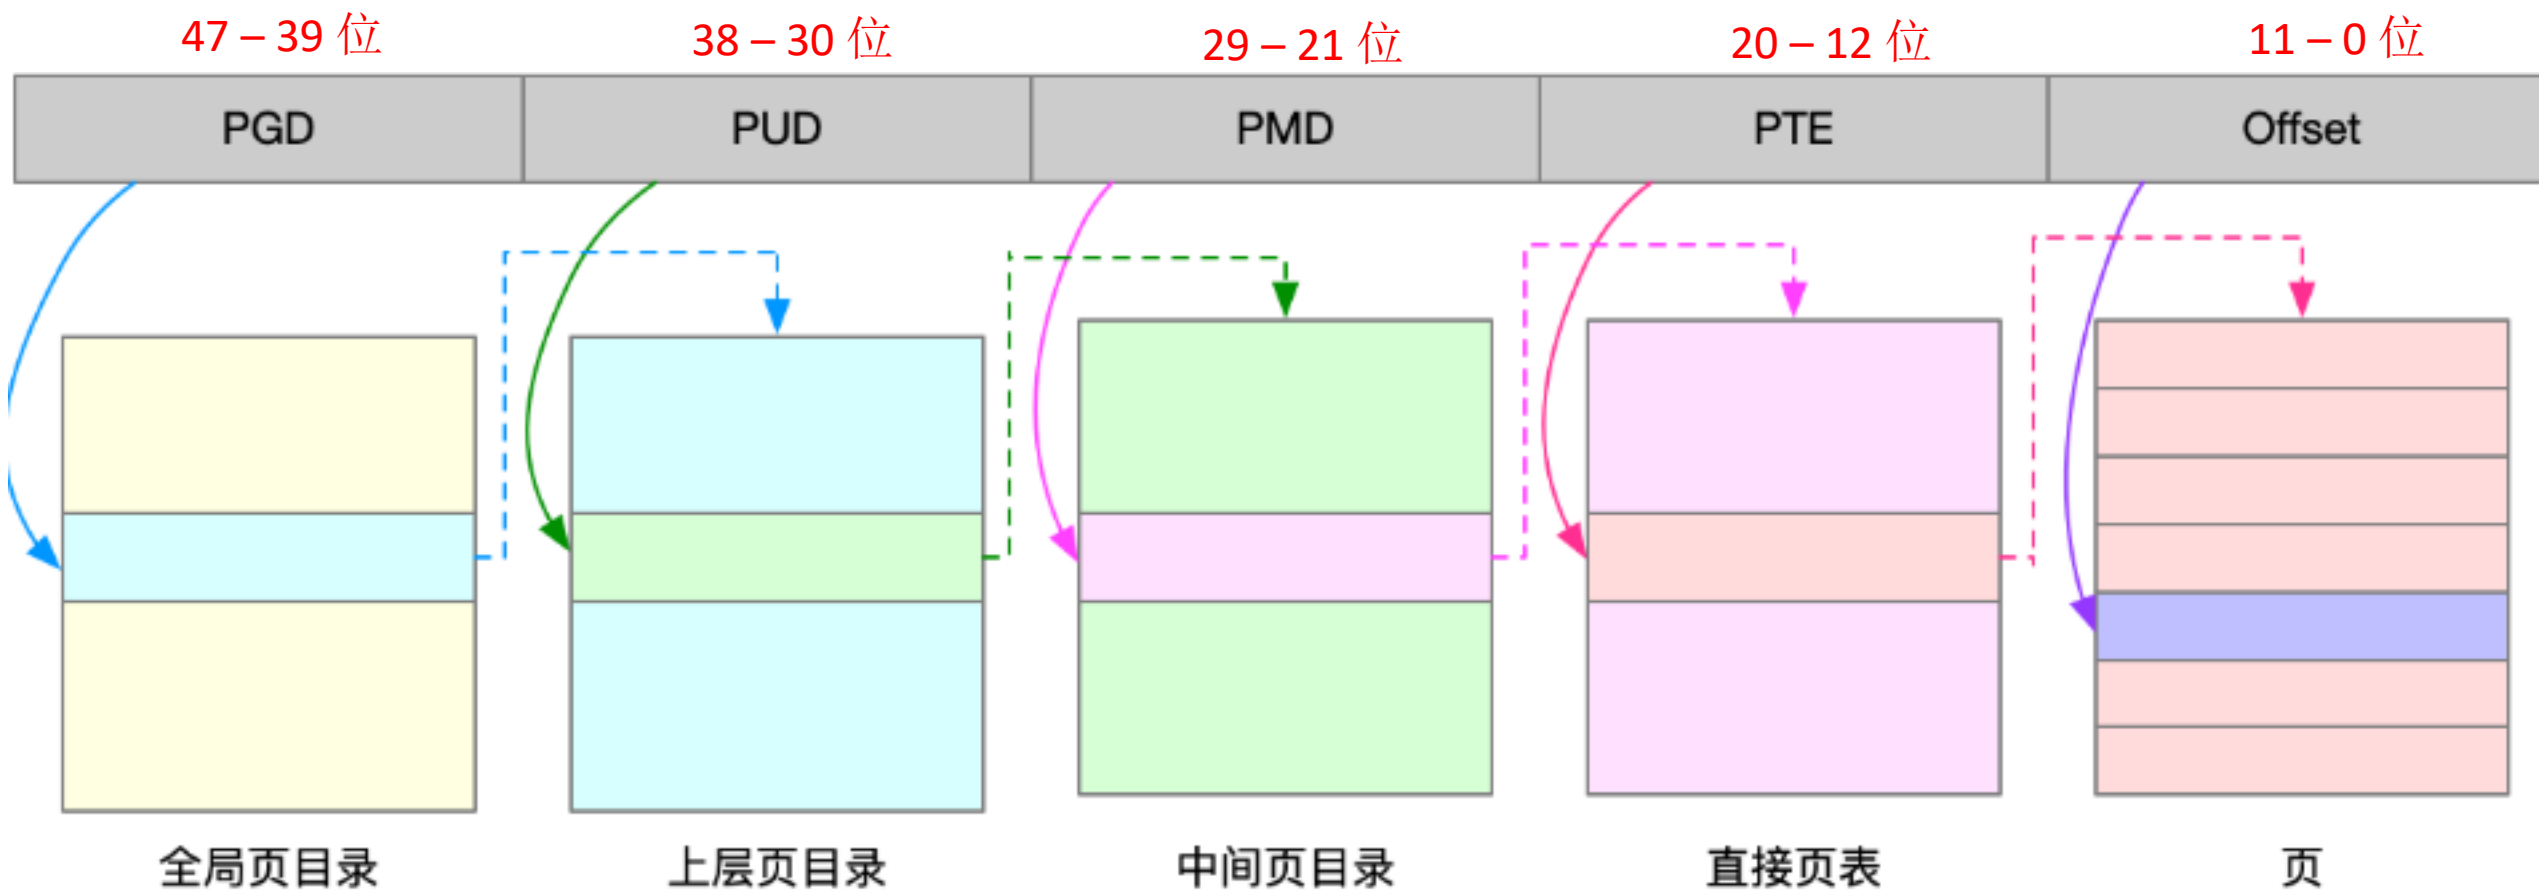 47 – 39 位
38 – 30 位
29 – 21 位
20 – 12 位
11 – 0 位
PGD
PUD
PMD
PTE
Offset
全局页目录
上层页目录
中间页目录
直接页表
页